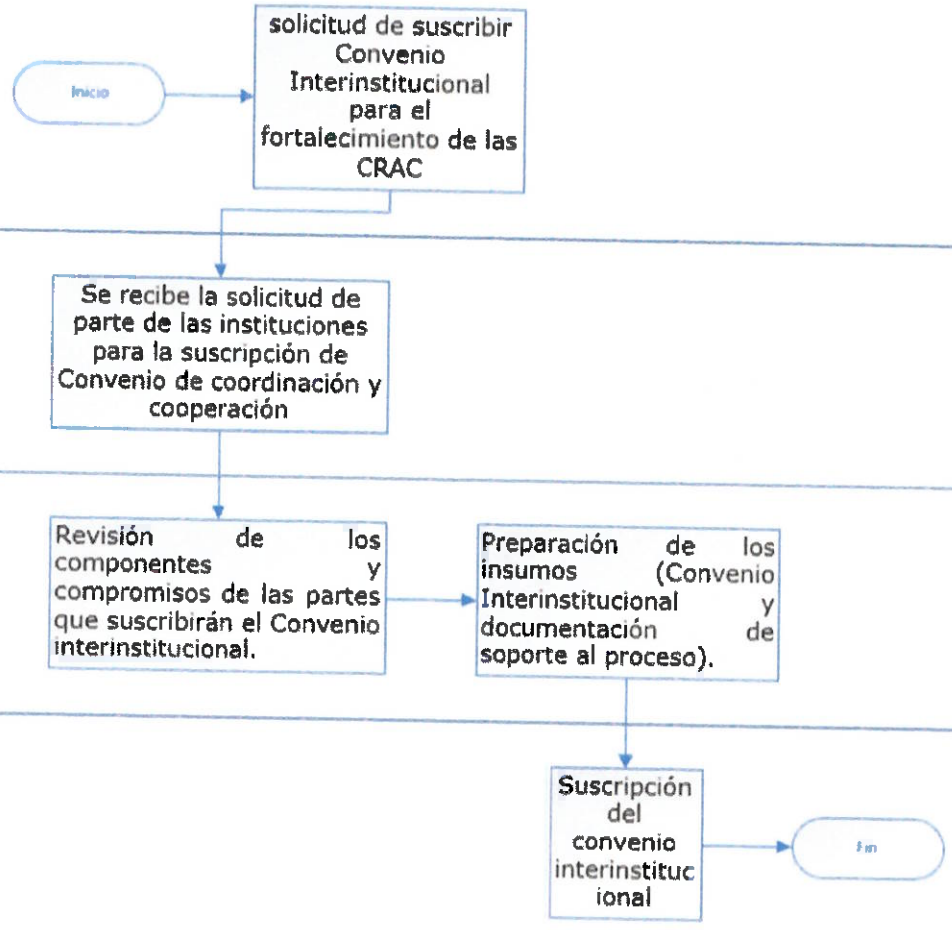 Inicio
solicitud de suscribir
Convenio
Interinstitucional
para el
fortalecimiento de las
CRAC
Se recibe la solicitud de
parte de las instituciones
para la suscripción de
Convenio de coordinación y
cooperación
Revisión de los
componentes y
compromisos de las partes
que suscribirán el Convenio
interinstitucional.
Preparación de los
insumos (Convenio
Interinstitucional y
documentación de
soporte al proceso).
Suscripción
del
convenio
interinstituc
ional
Fin